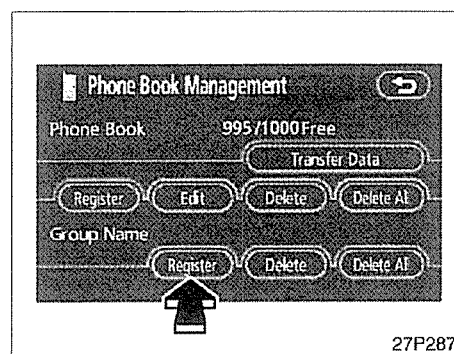 Phone Book Management
Phone Book 995/1000 Free
Transfer Data
Register Edit Delete Delete All
Group Name
Register Delete Delete All
27P287